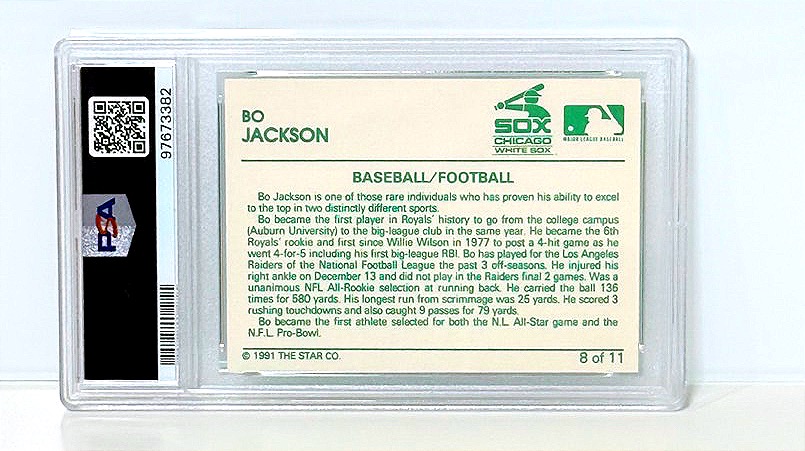 97673382
PSA
BO
JACKSON
SOX
CHICAGO
WHITE SOX
MAJOR LEAGUE BASEBALL
BASEBALL/FOOTBALL
Bo Jackson is one of those rare individuals who has proven his ability to excel
to the top in two distinctly different sports.
Bo became the first player in Royals' history to go from the college campus
(Auburn University) to the big-league club in the same year. He became the 6th
Royals' rookie and first since Willie Wilson in 1977 to post a 4-hit game as he
went 4-for-5 including his first big-league RBI. Bo has played for the Los Angeles
Raiders of the National Football League the past 3 off-seasons. He injured his
right ankle on December 13 and did not play in the Raiders final 2 games. Was a
unanimous NFL All-Rookie selection at running back. He carried the ball 136
times for 580 yards. His longest run from scrimmage was 25 yards. He scored 3
rushing touchdowns and also caught 9 passes for 79 yards.
Bo became the first athlete selected for both the N.L. All-Star game and the
N.F.L. Pro-Bowl.
© 1991 THE STAR CO.
8 of 11